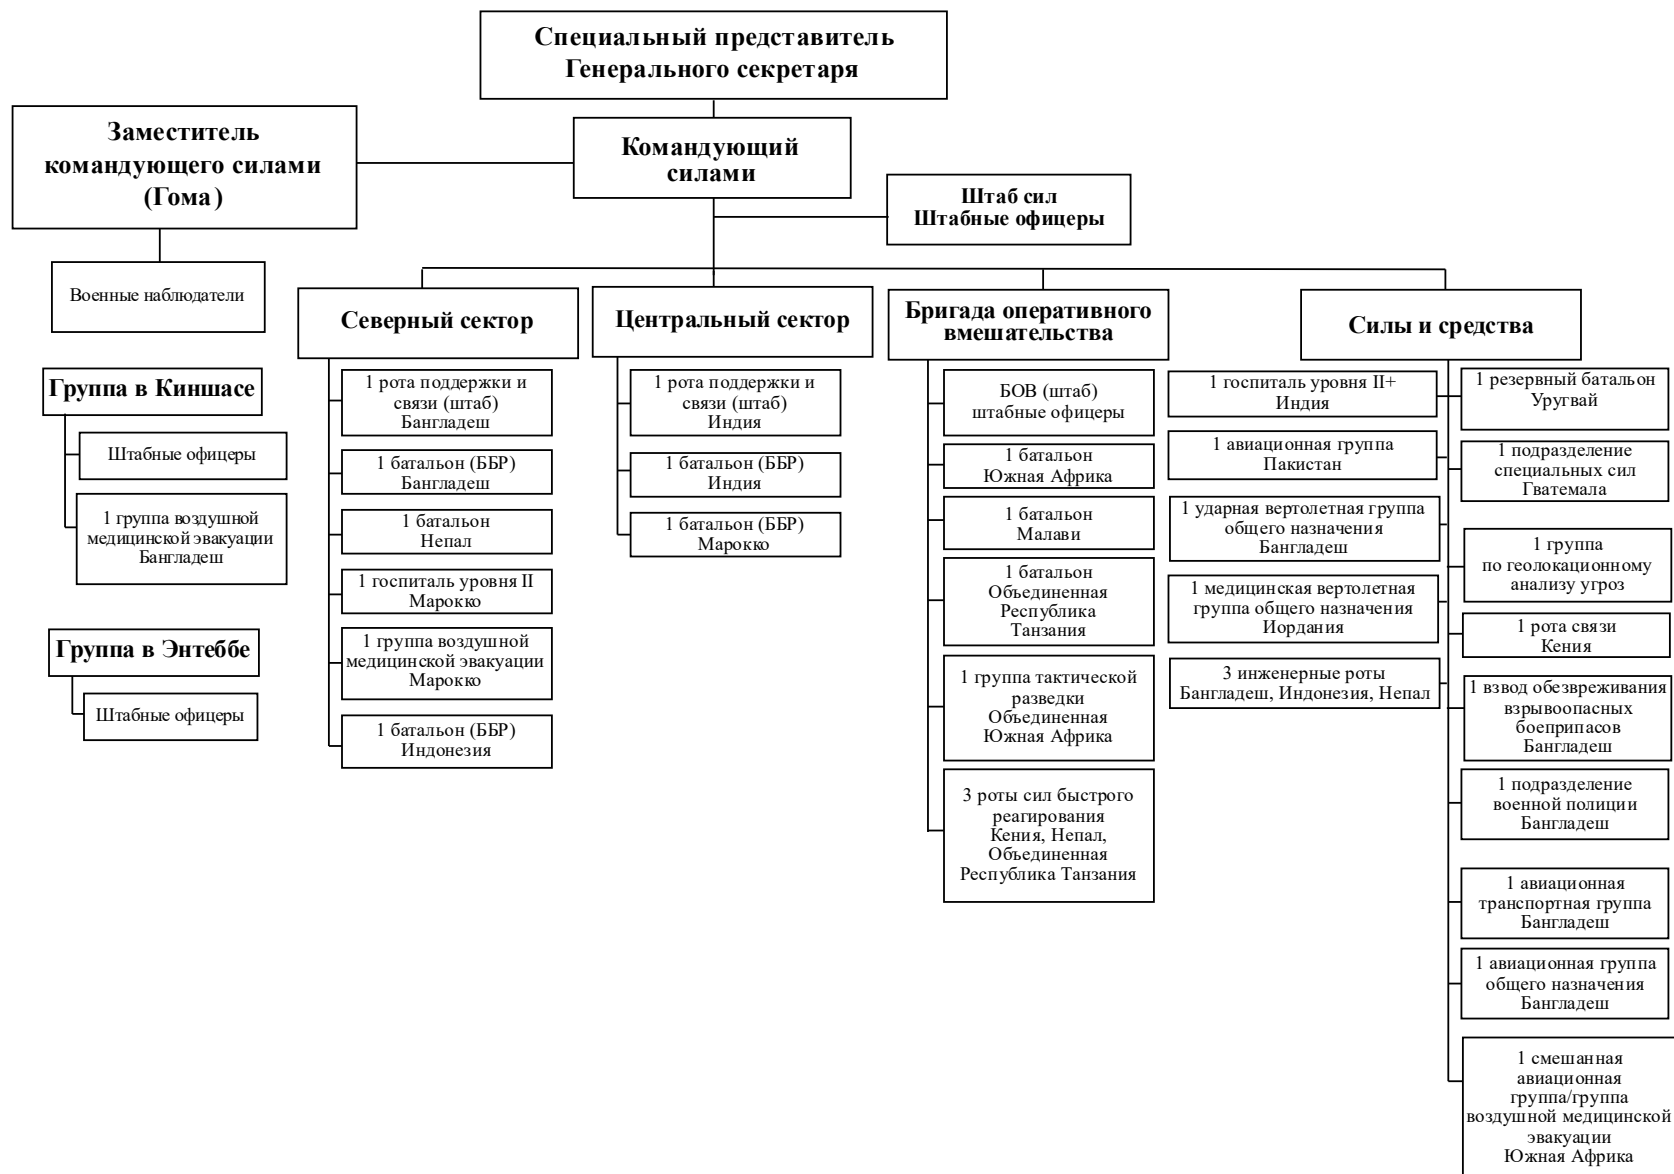 Специальный представитель
Генерального секретаря
Заместитель
командующего силами
(Гома)
Командующий
силами
Штаб сил
Штабные офицеры
Военные наблюдатели
Группа в Киншасе
Штабные офицеры
1 группа воздушной
медицинской эвакуации
Бангладеш
Группа в Энтеббе
Штабные офицеры
Северный сектор
1 рота поддержки и
связи (штаб)
Бангладеш
1 батальон (ББР)
Бангладеш
1 батальон
Непал
1 госпиталь уровня II
Марокко
1 группа воздушной
медицинской эвакуации
Марокко
1 батальон (ББР)
Индонезия
Центральный сектор
1 рота поддержки и
связи (штаб)
Индия
1 батальон (ББР)
Индия
1 батальон (ББР)
Марокко
Бригада оперативного
вмешательства
БОВ (штаб)
штабные офицеры
1 батальон
Южная Африка
1 батальон
Малави
1 батальон
Объединенная
Республика
Танзания
1 группа тактической
разведки
Объединенная
Южная Африка
3 роты сил быстрого
реагирования
Кения, Непал,
Объединенная
Республика Танзания
Силы и средства
1 госпиталь уровня II+
Индия
1 авиационная группа
Пакистан
1 ударная вертолетная группа
общего назначения
Бангладеш
1 медицинская вертолетная
группа общего назначения
Иордания
3 инженерные роты
Бангладеш, Индонезия, Непал
1 резервный батальон
Уругвай
1 подразделение
специальных сил
Гватемала
1 группа
по геолокационному
анализу угроз
1 рота связи
Кения
1 взвод обезвреживания
взрывоопасных
боеприпасов
Бангладеш
1 подразделение
военной полиции
Бангладеш
1 авиационная
транспортная группа
Бангладеш
1 авиационная группа
общего назначения
Бангладеш
1 смешанная
авиационная
группа/группа
воздушной медицинской
эвакуации
Южная Африка